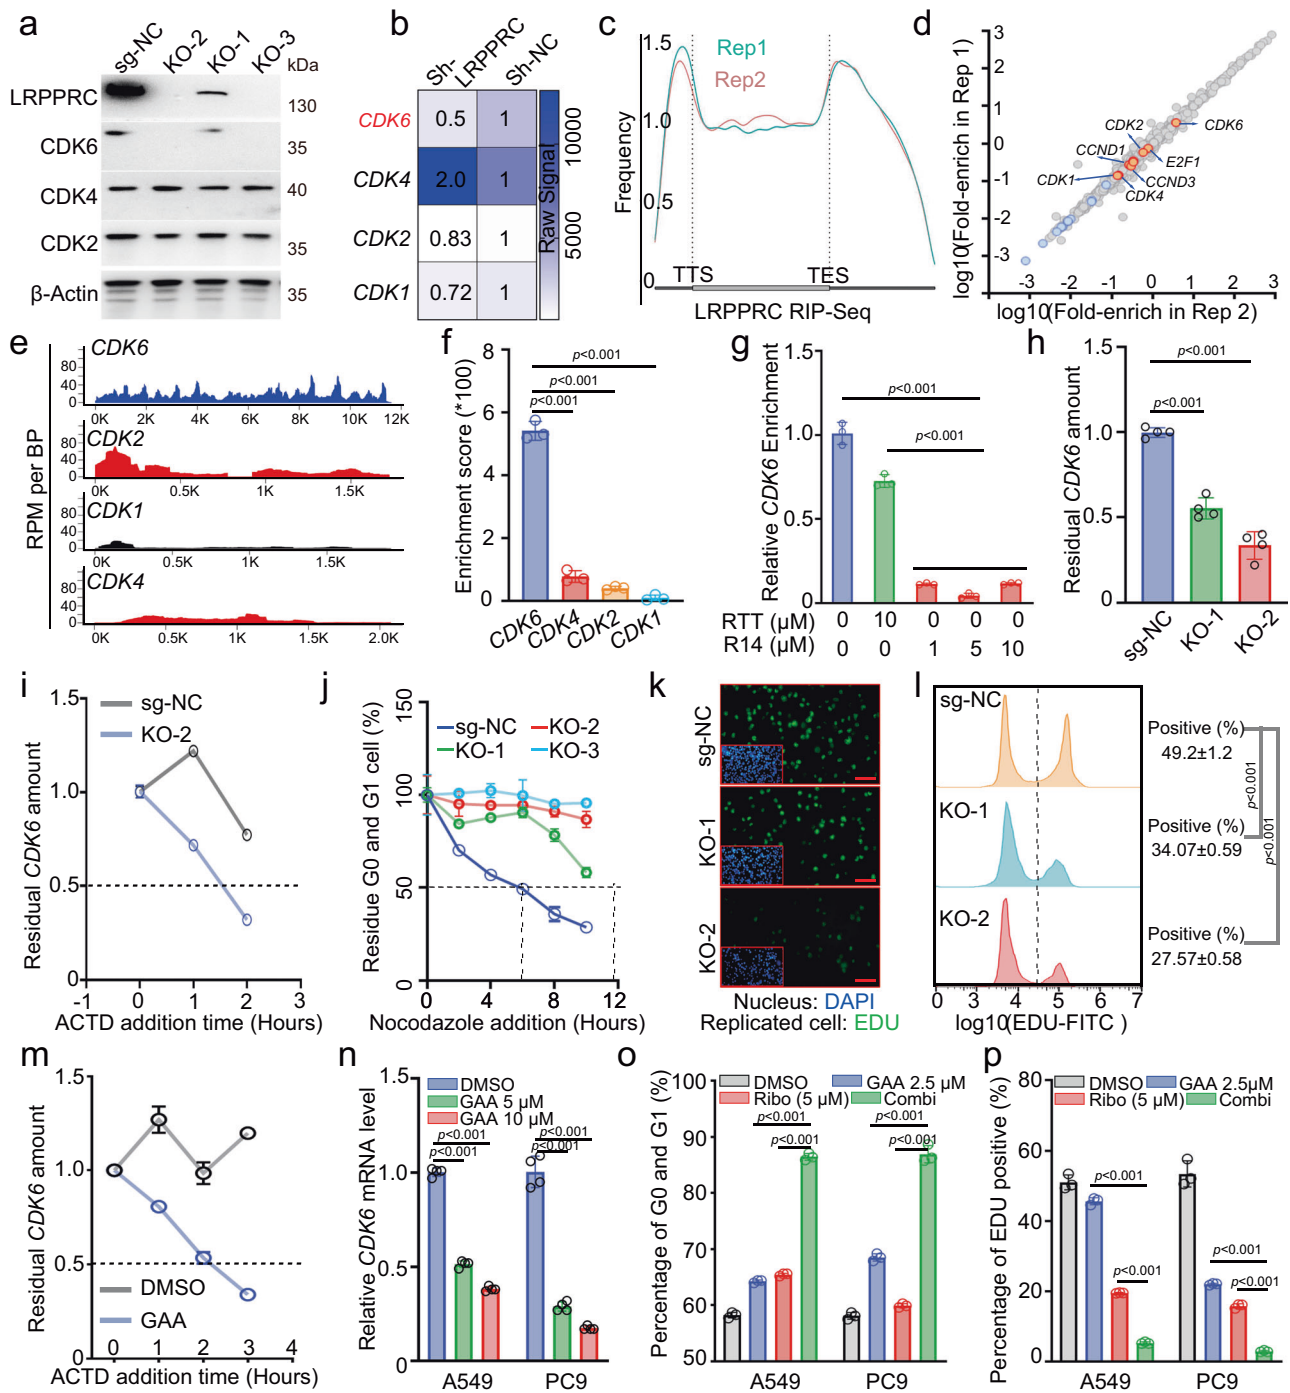 a
sg-NC KO-2 KO-1 KO-3 kDa
LRPPRC 130
CDK6 35
CDK4 40
CDK2 35
β-Actin 35
b
Sh-LRPPRC Sh-NC
CDK6 0.5 1
CDK4 2.0 1
CDK2 0.83 1
CDK1 0.72 1
Raw Signal
5000 10000
c
Frequency
1.5
1.0
0.5
0
Rep1
Rep2
TTS TES
LRPPRC RIP-Seq
d
log10(Fold-enrich in Rep 1)
3
2
1
0
-1
-2
-3
CDK2 CDK6
CCND1 E2F1
CDK1 CCND3
CDK4
-3 -2 -1 0 1 2 3
log10(Fold-enrich in Rep 2)
e
RPM per BP
CDK6
80
40
0
0K 2K 4K 6K 8K 10K 12K
CDK2
80
40
0
0K 0.5K 1K 1.5K
CDK1
80
40
0
0K 0.5K 1K 1.5K
CDK4
80
40
0
0K 0.5K 1K 1.5K 2.0K
f
Enrichment score (*100)
8
6
4
2
0
p<0.001
p<0.001
p<0.001
CDK6 CDK4 CDK2 CDK1
g
Relative CDK6 Enrichment
1.5
1.0
0.5
0
p<0.001
p<0.001
RTT (μM) 0 10 0 0 0
R14 (μM) 0 0 1 5 10
h
Residual CDK6 amount
1.5
1.0
0.5
0
p<0.001
p<0.001
sg-NC KO-1 KO-2
i
Residual CDK6 amount
1.5
1.0
0.5
0
sg-NC
KO-2
-1 0 1 2 3
ACTD addition time (Hours)
j
Residue G0 and G1 cell (%)
150
100
50
0
sg-NC KO-2
KO-1 KO-3
0 4 8 12
Nocodazole addition (Hours)
k
sg-NC
KO-1
KO-2
Nucleus: DAPI
Replicated cell: EDU
l
sg-NC
KO-1
KO-2
Positive (%)
49.2±1.2
Positive (%)
34.07±0.59
Positive (%)
27.57±0.58
p<0.001
p<0.001
0 3 4 5 6 7
log10(EDU-FITC )
m
Residual CDK6 amount
1.5
1.0
0.5
0
DMSO
GAA
0 1 2 3 4
ACTD addition time (Hours)
n
Relative CDK6 mRNA level
1.5
1.0
0.5
0
DMSO
GAA 5 μM
GAA 10 μM
p<0.001
p<0.001
p<0.001
p<0.001
A549 PC9
o
Percentage of G0 and G1 (%)
100
90
80
70
60
50
DMSO GAA 2.5 μM
Ribo (5 μM) Combi
p<0.001
p<0.001
p<0.001
p<0.001
A549 PC9
p
Percentage of EDU positive (%)
80
60
40
20
0
DMSO GAA 2.5μM
Ribo (5 μM) Combi
p<0.001
p<0.001
p<0.001
p<0.001
A549 PC9